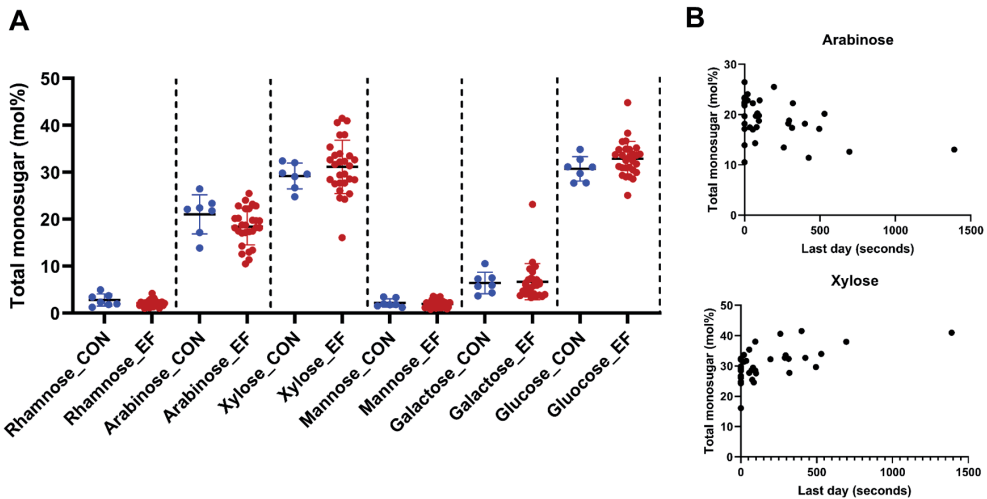 A
Total monosugar (mol%)
50
40
30
20
10
0
Rhamnose_CON
Rhamnose_EF
Arabinose_CON
Arabinose_EF
Xylose_CON
Xylose_EF
Mannose_CON
Mannose_EF
Galactose_CON
Galactose_EF
Glucose_CON
Gluocose_EF
B
Arabinose
Total monosugar (mol%)
30
20
10
0
0
500
1000
1500
Last day (seconds)
Xylose
Total monosugar (mol%)
50
40
30
20
10
0
0
500
1000
1500
Last day (seconds)